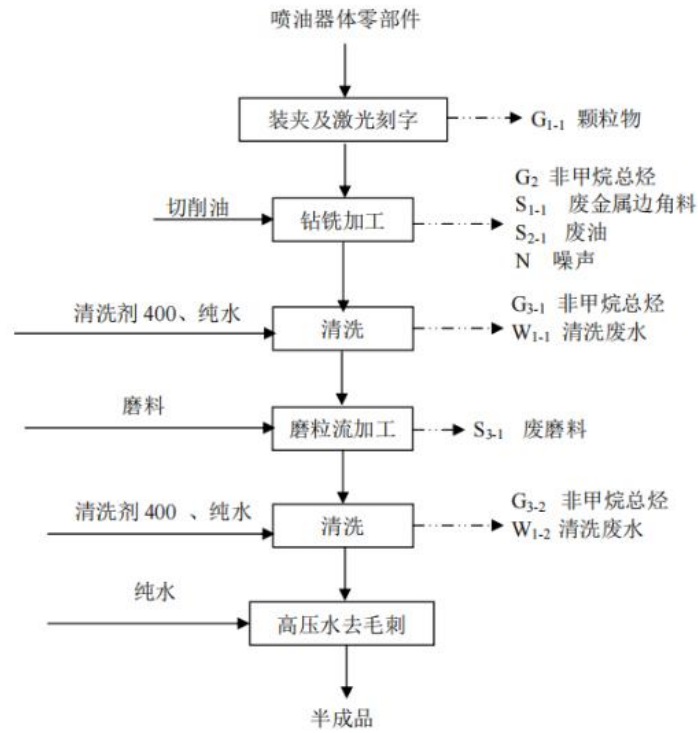 喷油器体零部件
装夹及激光刻字
G1-1 颗粒物
切削油
钻铣加工
G2 非甲烷总烃
S1-1 废金属边角料
S2-1 废油
N 噪声
清洗剂 400、纯水
清洗
G3-1 非甲烷总烃
W1-1 清洗废水
磨料
磨粒流加工
S3-1 废磨料
清洗剂 400 、纯水
清洗
G3-2 非甲烷总烃
W1-2 清洗废水
纯水
高压水去毛刺
半成品